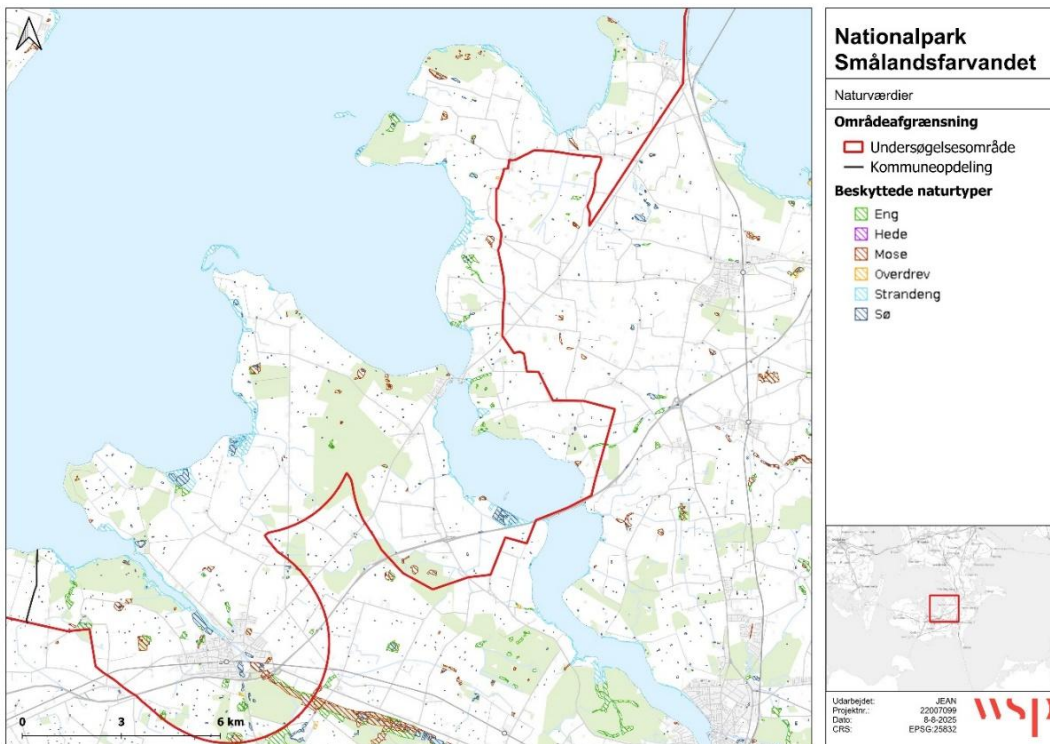 Nationalpark
Smålandsfarvandet
Naturværdier
Områdeafgrænsning
Undersøgelsesområde
Kommuneopdeling
Beskyttede naturtyper
Eng
Hede
Mose
Overdrev
Strandeng
Sø
0 3 6 km
Udarbejdet: JEAN
Projektnr.: 22007099
Dato: 8-8-2025
CRS: EPSG:25832
wsp